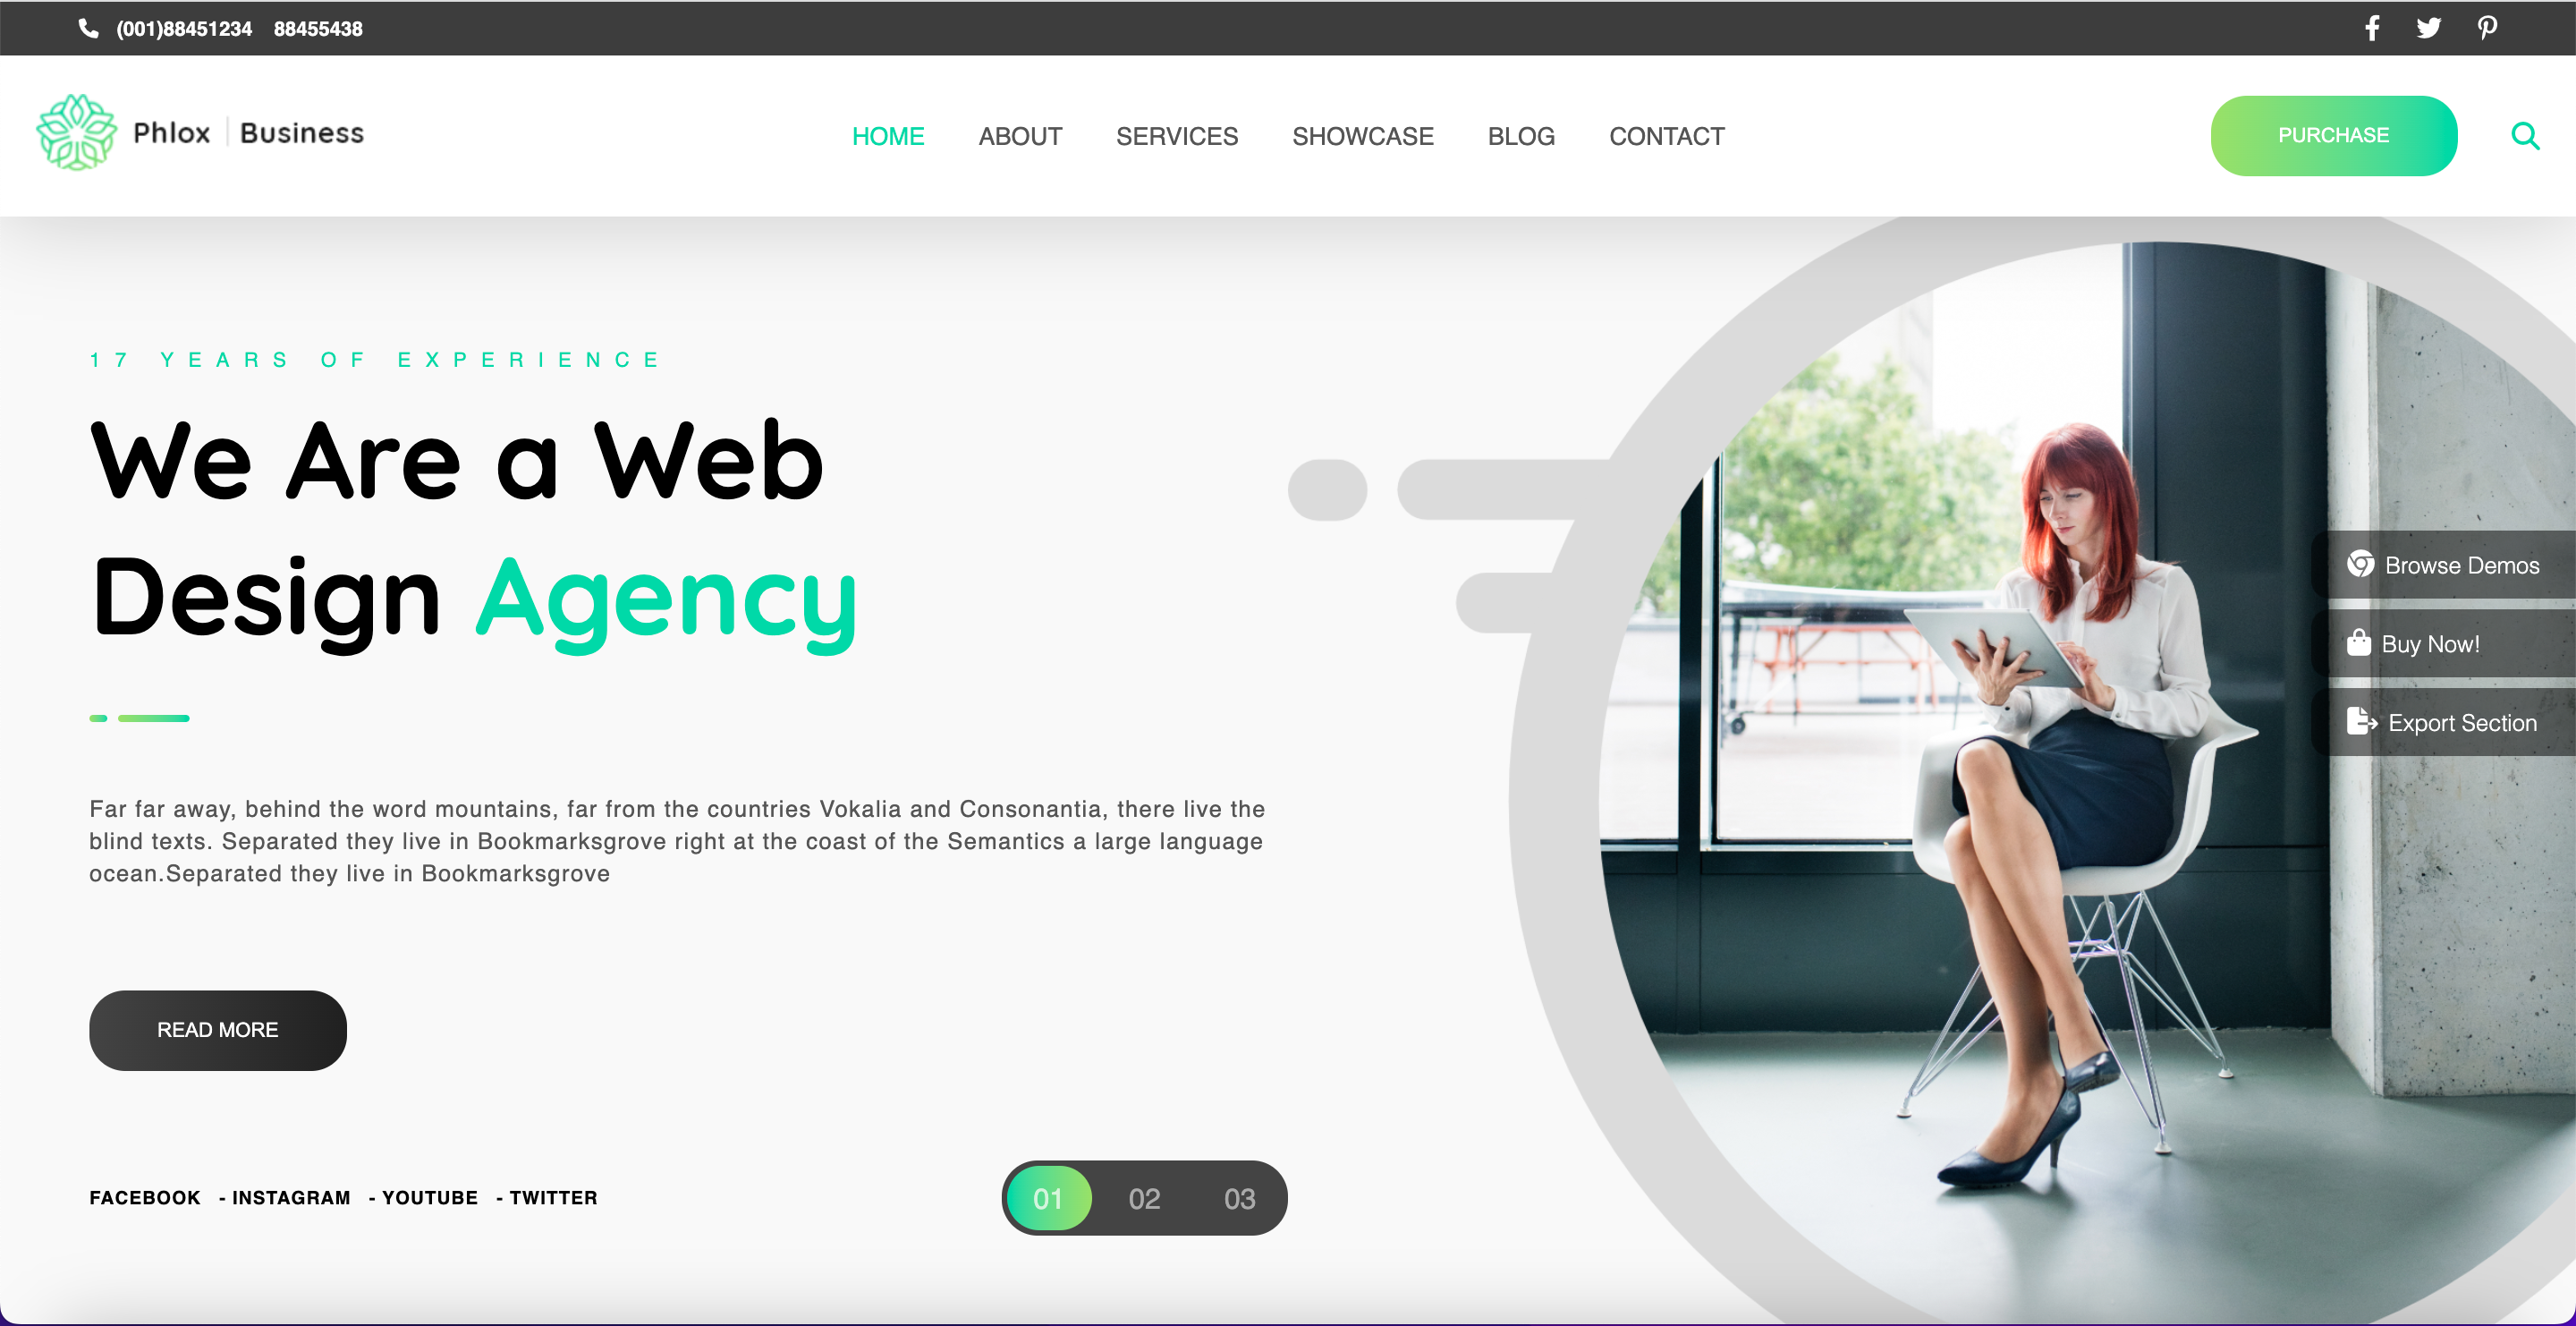 (001)88451234 88455438
Phlox | Business
HOME ABOUT SERVICES SHOWCASE BLOG CONTACT
PURCHASE
17 YEARS OF EXPERIENCE
We Are a Web
Design Agency
Browse Demos
Buy Now!
Export Section
Far far away, behind the word mountains, far from the countries Vokalia and Consonantia, there live the
blind texts. Separated they live in Bookmarksgrove right at the coast of the Semantics a large language
ocean.Separated they live in Bookmarksgrove
READ MORE
FACEBOOK - INSTAGRAM - YOUTUBE - TWITTER
01 02 03